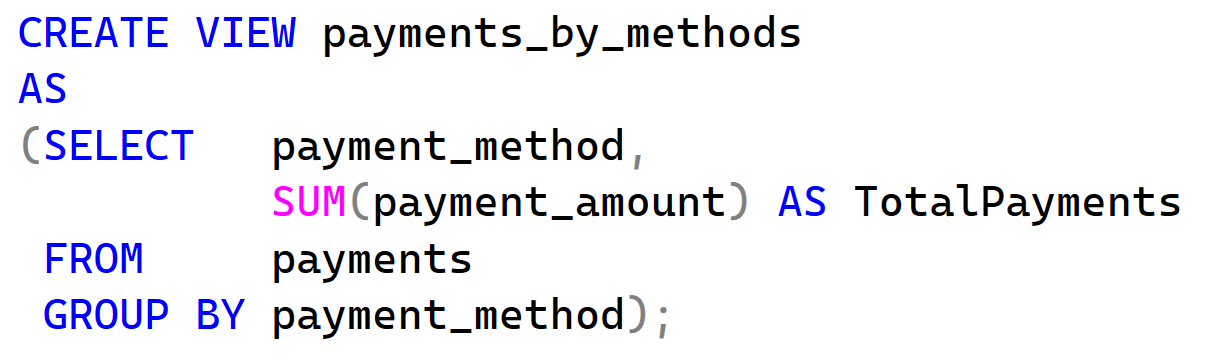 CREATE VIEW payments_by_methods
AS
(SELECT   payment_method,
          SUM(payment_amount) AS TotalPayments
 FROM     payments
 GROUP BY payment_method);